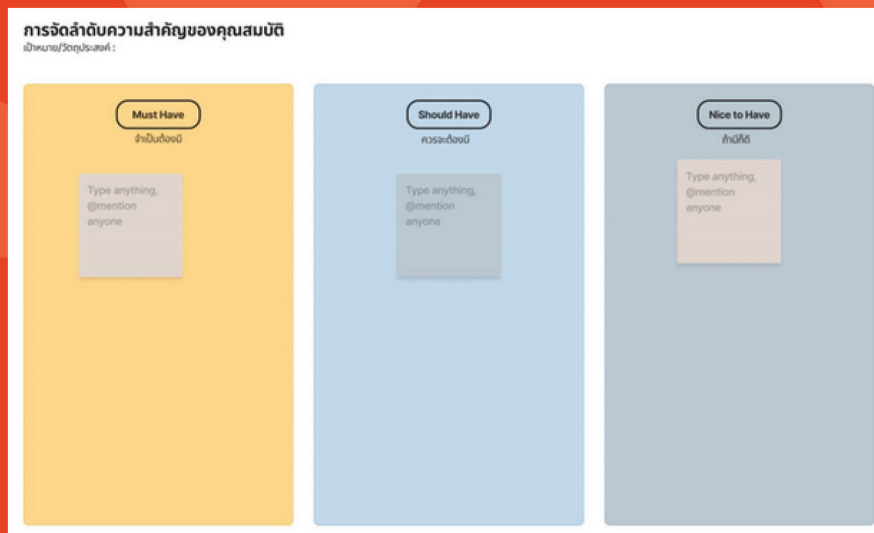 การจัดลำดับความสำคัญของคุณสมบัติ
เป้าหมาย/วัตถุประสงค์ :
Must Have
จำเป็นต้องมี
Type anything,
@mention
anyone
Should Have
ควรจะต้องมี
Type anything,
@mention
anyone
Nice to Have
ถ้ามีก็ดี
Type anything,
@mention
anyone